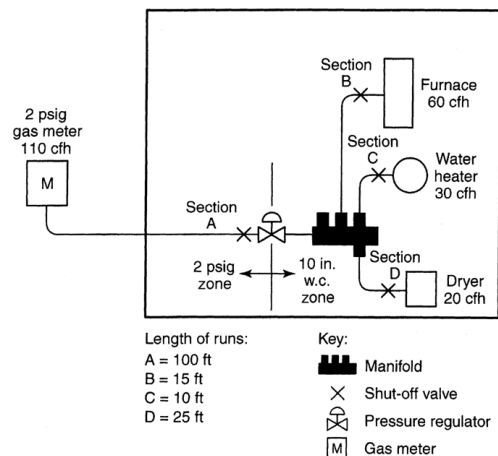 2 psig
gas meter
110 cfh
M
Section
A
2 psig
zone
10 in.
w.c.
zone
Section
B
Furnace
60 cfh
Section
C
Water
heater
30 cfh
Section
D
Dryer
20 cfh
Length of runs:
A = 100 ft
B = 15 ft
C = 10 ft
D = 25 ft
Key:
Manifold
Shut-off valve
Pressure regulator
M
Gas meter